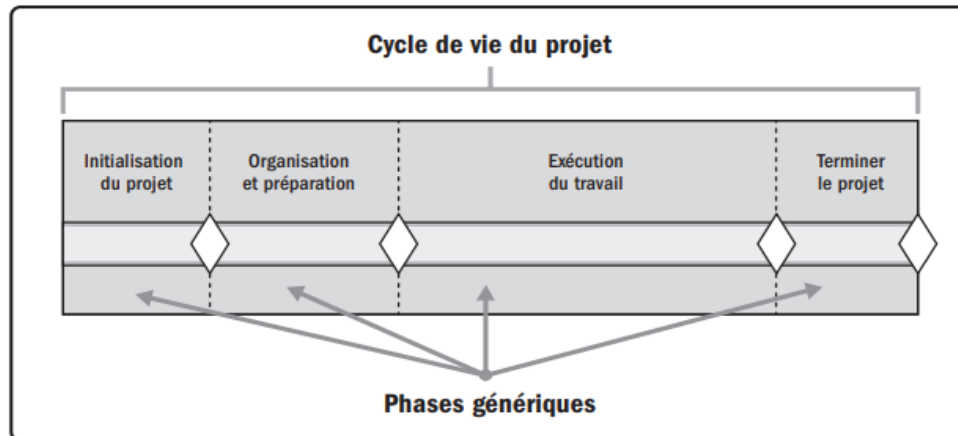 Cycle de vie du projet
Initialisation
du projet
Organisation
et préparation
Exécution
du travail
Terminer
le projet
Phases génériques